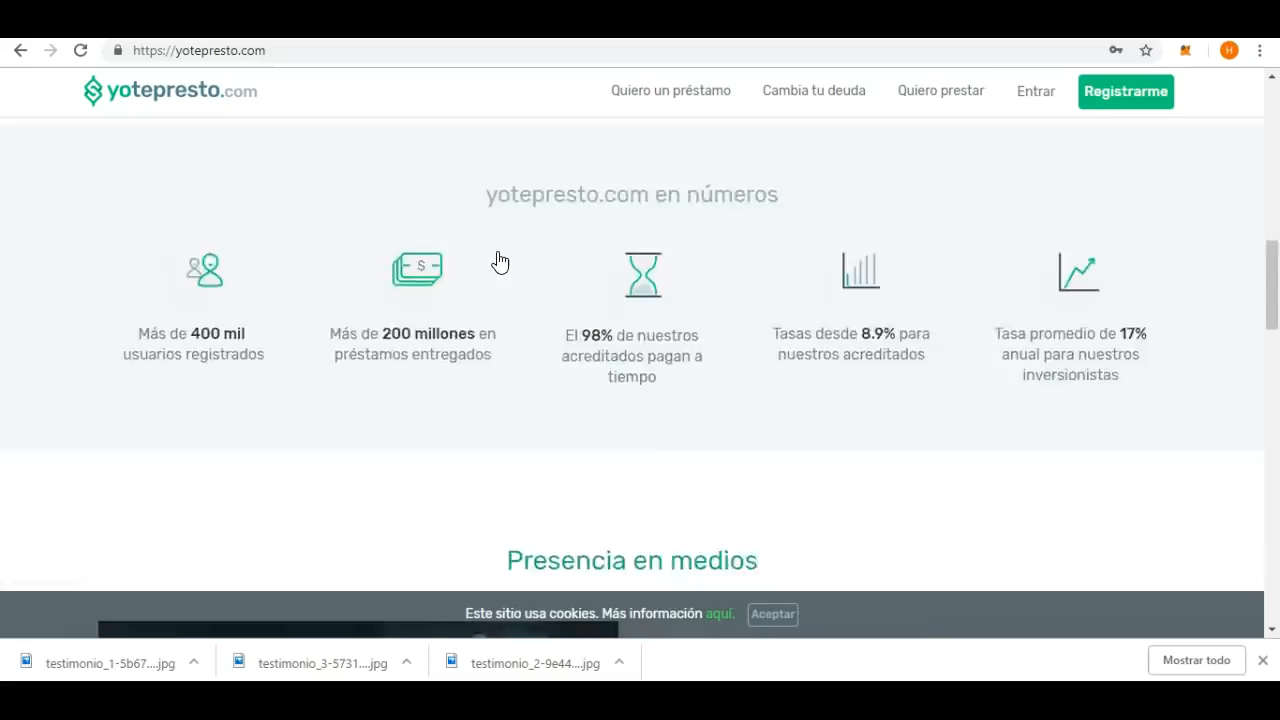 https://yotepresto.com
H
yotepresto.com
Quiero un préstamo
Cambia tu deuda
Quiero prestar
Entrar
Registrarme
yotepresto.com en números
$
Más de 400 mil
usuarios registrados
Más de 200 millones en
préstamos entregados
El 98% de nuestros
acreditados pagan a
tiempo
Tasas desde 8.9% para
nuestros acreditados
Tasa promedio de 17%
anual para nuestros
inversionistas
Presencia en medios
Este sitio usa cookies. Más información aquí.
Aceptar
testimonio_1-5b67....jpg
testimonio_3-5731....jpg
testimonio_2-9e44....jpg
Mostrar todo